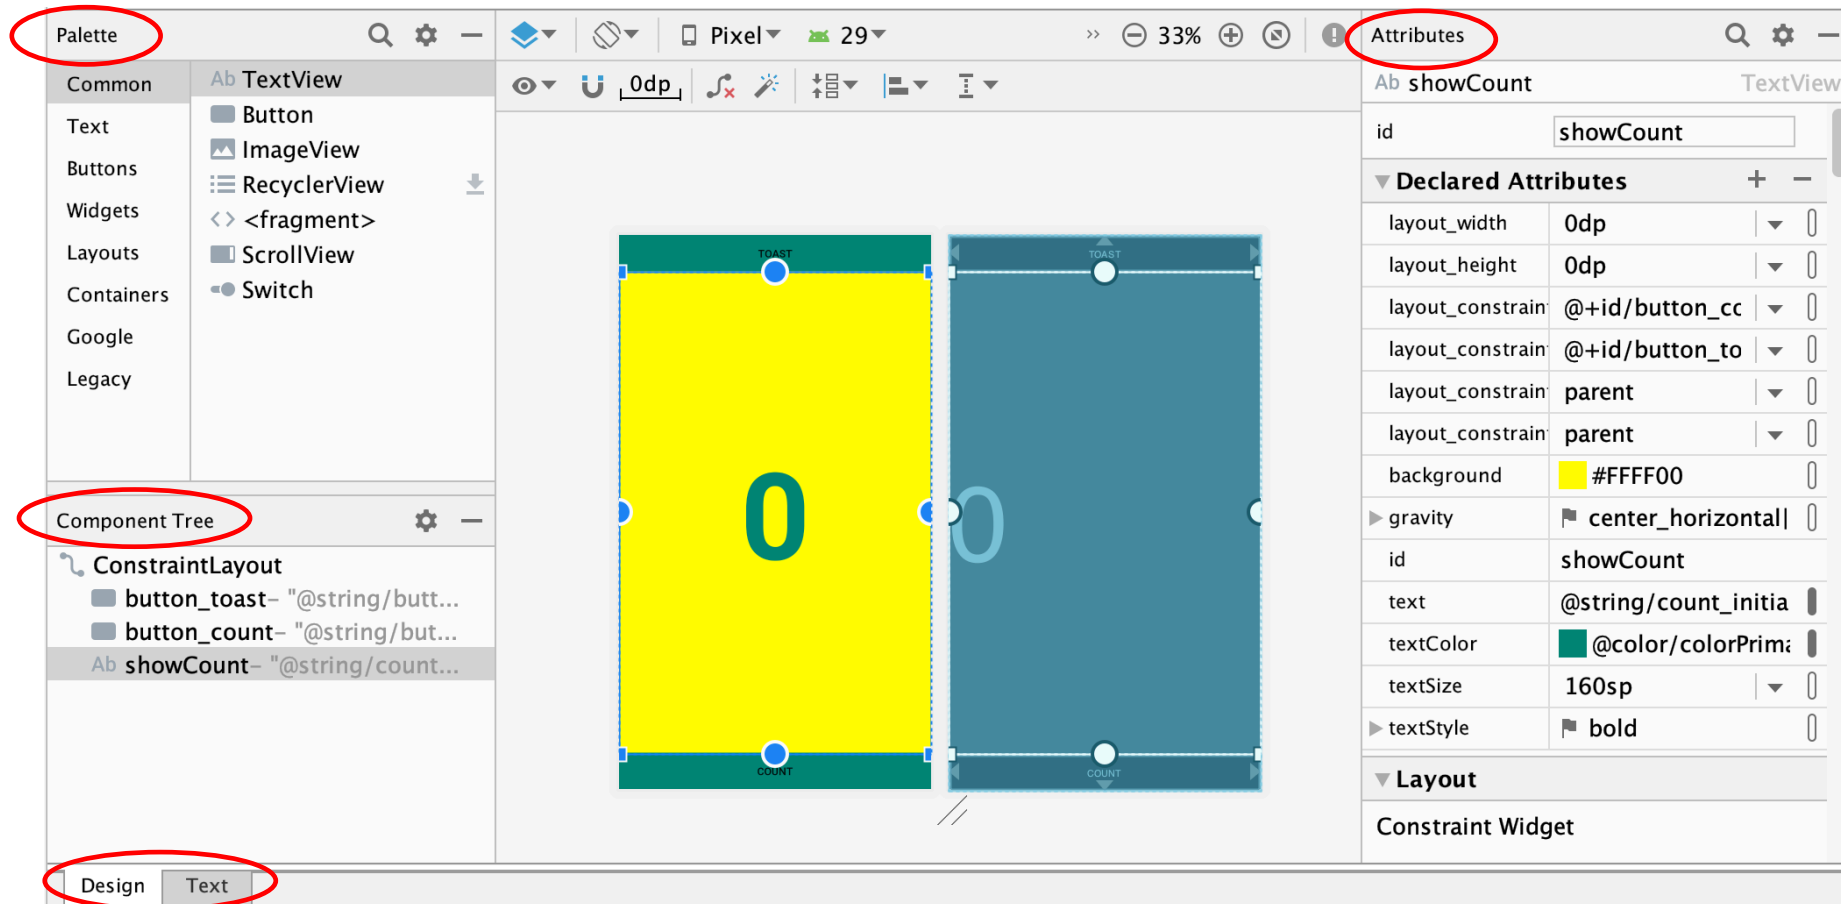 Palette
Common
Text
Buttons
Widgets
Layouts
Containers
Google
Legacy
Ab TextView
Button
ImageView
RecyclerView
<fragment>
ScrollView
Switch
Component Tree
ConstraintLayout
button_toast– "@string/butt...
button_count– "@string/but...
Ab showCount– "@string/count...
Design Text
Pixel 29 33%
0dp
TOAST
0
COUNT
TOAST
0
COUNT
Attributes
Ab showCount TextView
id showCount
Declared Attributes
layout_width 0dp
layout_height 0dp
layout_constrain @+id/button_cc
layout_constrain @+id/button_to
layout_constrain parent
layout_constrain parent
background #FFFF00
gravity center_horizontal|
id showCount
text @string/count_initia
textColor @color/colorPrima
textSize 160sp
textStyle bold
Layout
Constraint Widget